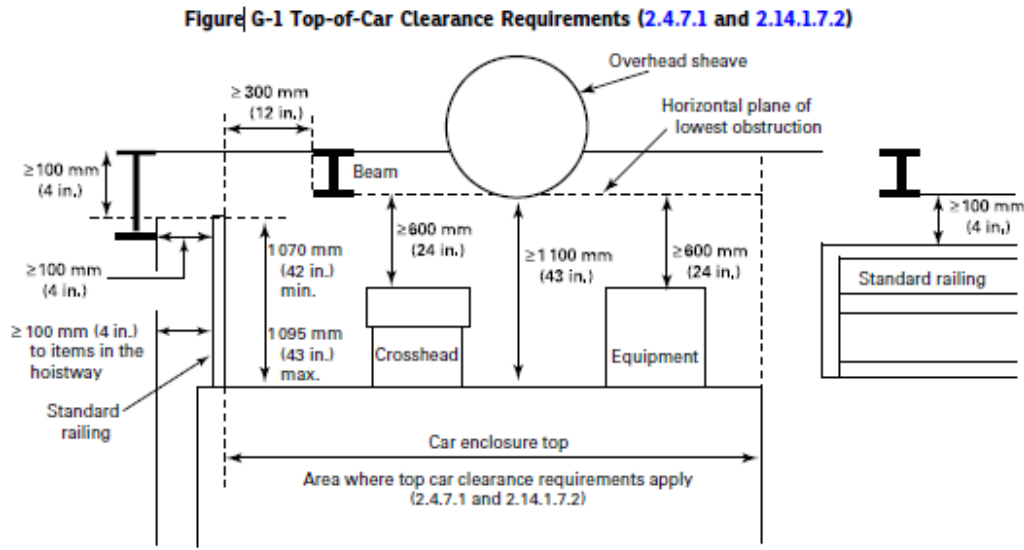 Figure G-1 Top-of-Car Clearance Requirements (2.4.7.1 and 2.14.1.7.2)
Overhead sheave
≥ 300 mm
(12 in.)
Horizontal plane of
lowest obstruction
≥100 mm
(4 in.)
Beam
≥100 mm
(4 in.)
≥600 mm
(24 in.)
≥1 100 mm
(43 in.)
≥600 mm
(24 in.)
1 070 mm
(42 in.)
min.
≥100 mm
(4 in.)
Standard railing
≥ 100 mm (4 in.)
to items in the
hoistway
1 095 mm
(43 in.)
max.
Crosshead
Equipment
Standard
railing
Car enclosure top
Area where top car clearance requirements apply
(2.4.7.1 and 2.14.1.7.2)